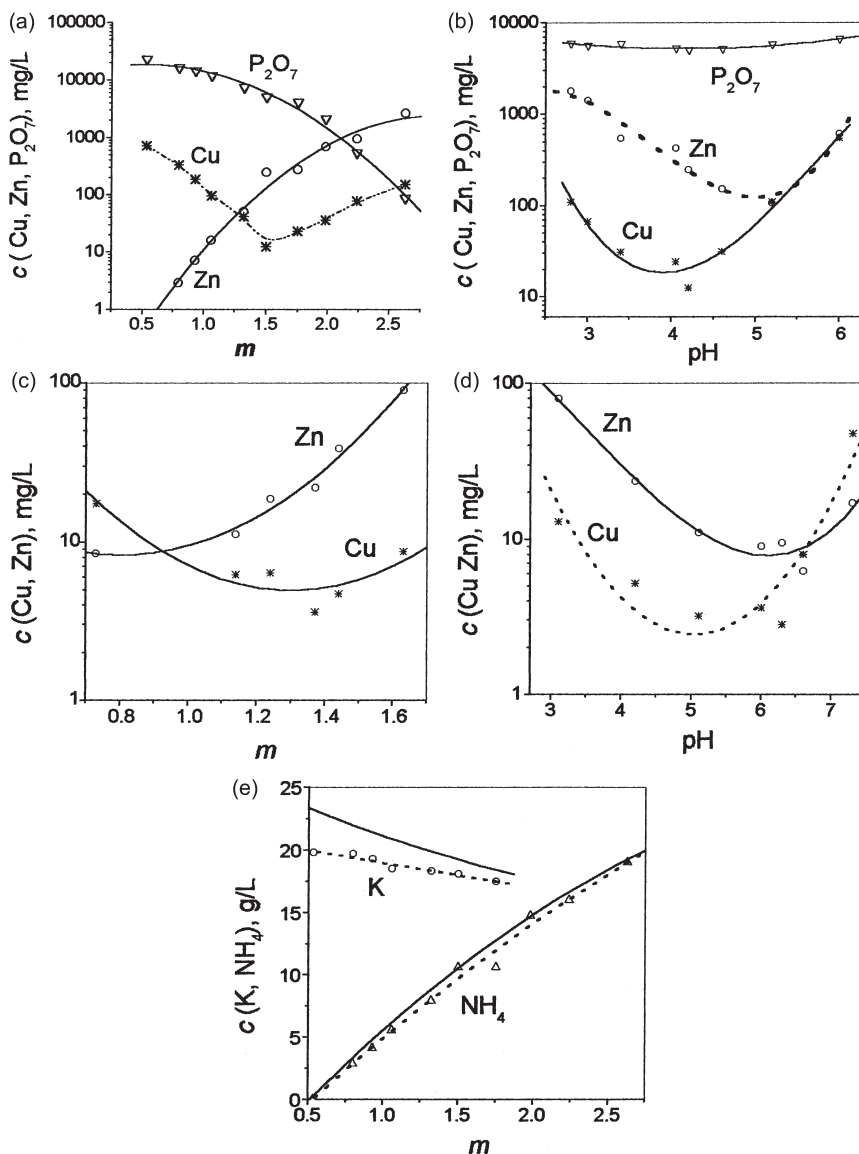 (a)
c ( Cu, Zn, P₂O₇), mg/L
100000
10000
1000
100
10
1
P₂O₇
Cu
Zn
0.5 1.0 1.5 2.0 2.5
m
(b)
c ( Cu, Zn, P₂O₇), mg/L
10000
1000
100
10
P₂O₇
Zn
Cu
3 4 5 6
pH
(c)
c (Cu, Zn), mg/L
100
10
1
Zn
Cu
0.8 1.0 1.2 1.4 1.6
m
(d)
c (Cu Zn), mg/L
100
10
1
Zn
Cu
3 4 5 6 7
pH
(e)
c (K, NH₄), g/L
25
20
15
10
5
0
K
NH₄
0.5 1.0 1.5 2.0 2.5
m